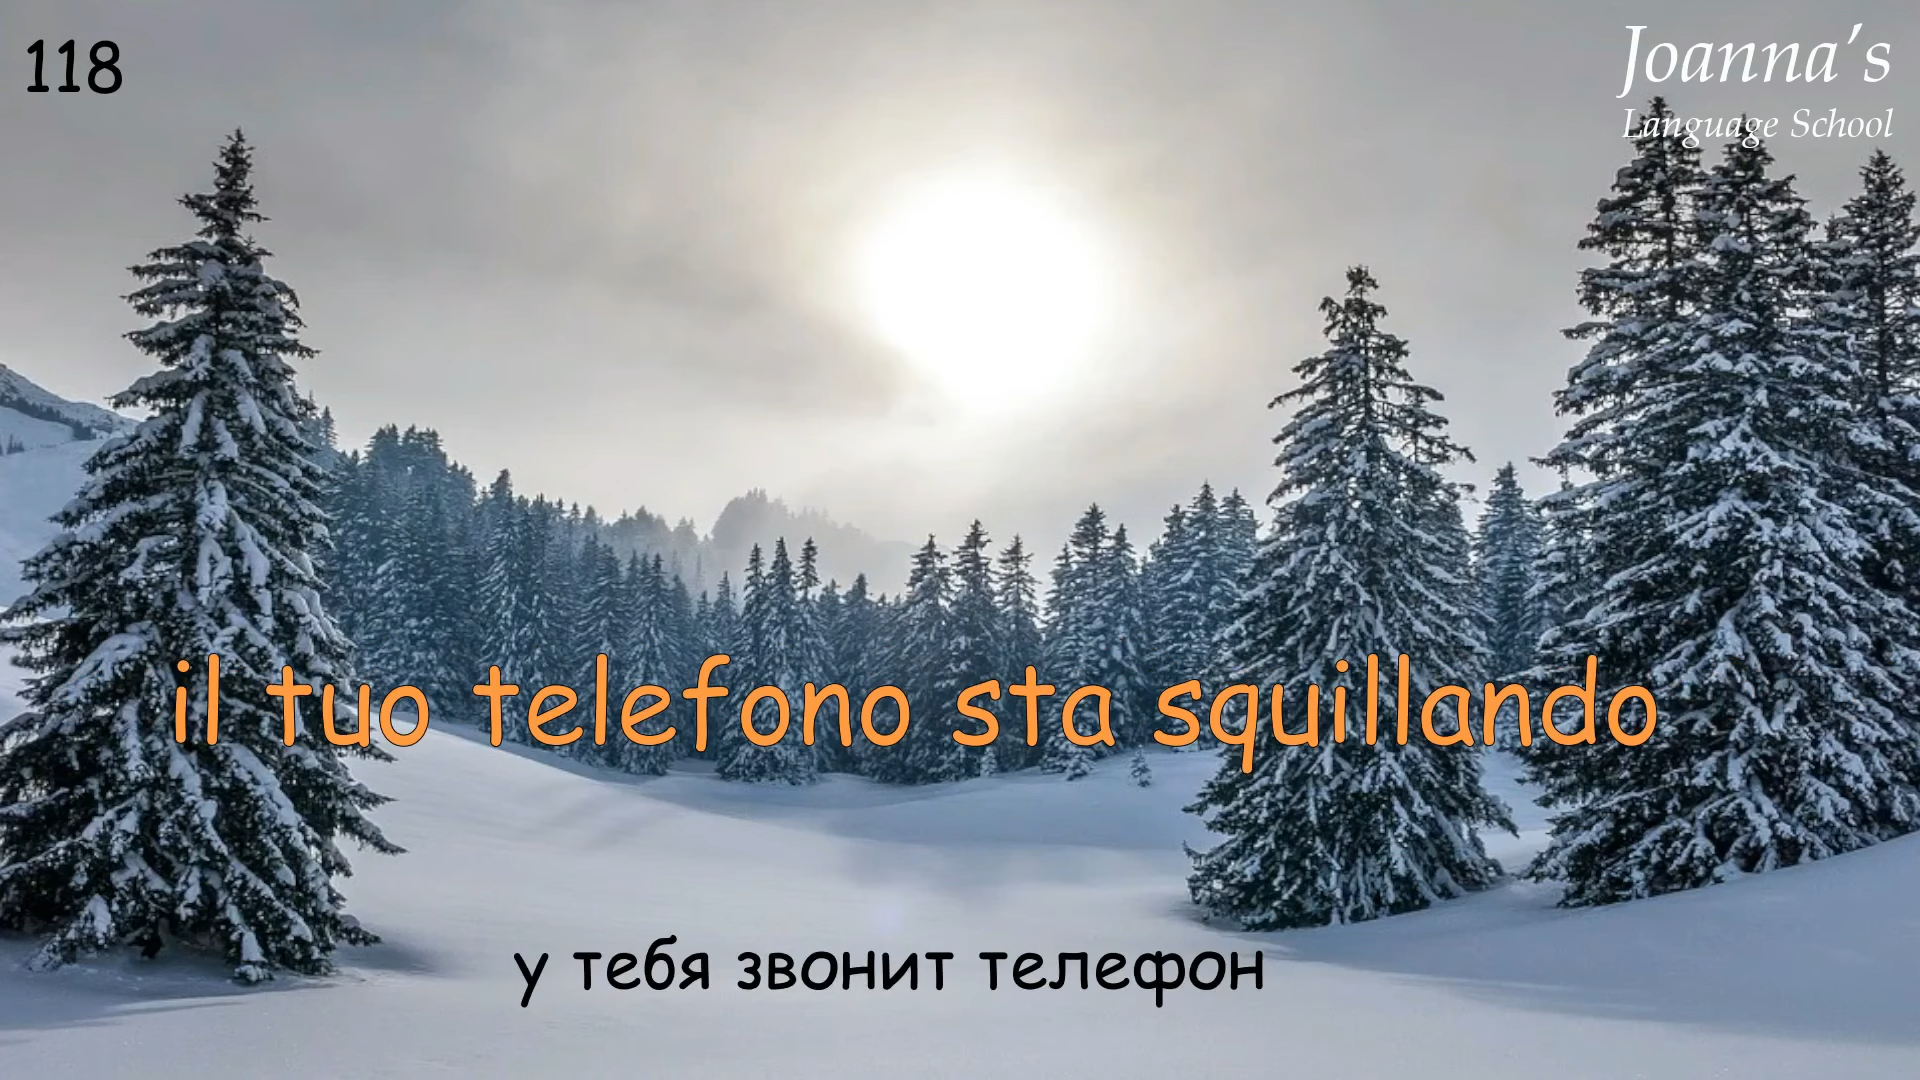 118
Joanna's
Language School
il tuo telefono sta squillando
у тебя звонит телефон